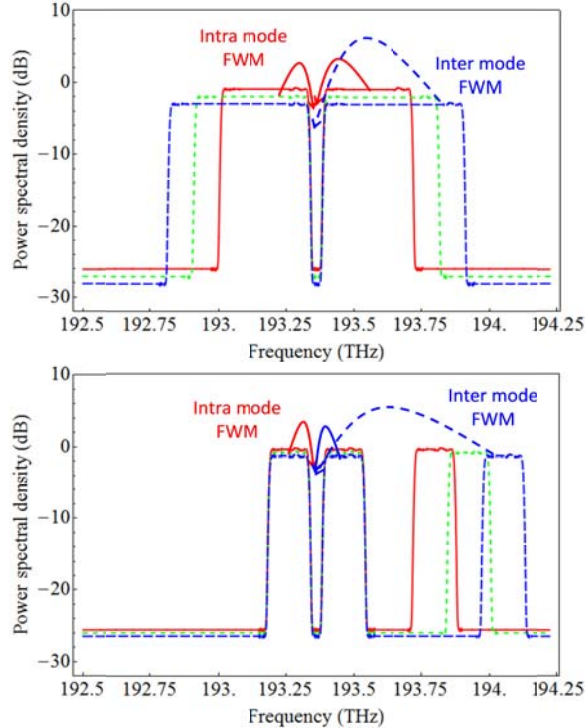 10
0
−10
−20
−30
Power spectral density (dB)
Intra mode
FWM
Inter mode
FWM
192.5 192.75 193. 193.25 193.5 193.75 194. 194.25
Frequency (THz)
10
0
−10
−20
−30
Power spectral density (dB)
Intra mode
FWM
Inter mode
FWM
192.5 192.75 193. 193.25 193.5 193.75 194. 194.25
Frequency (THz)